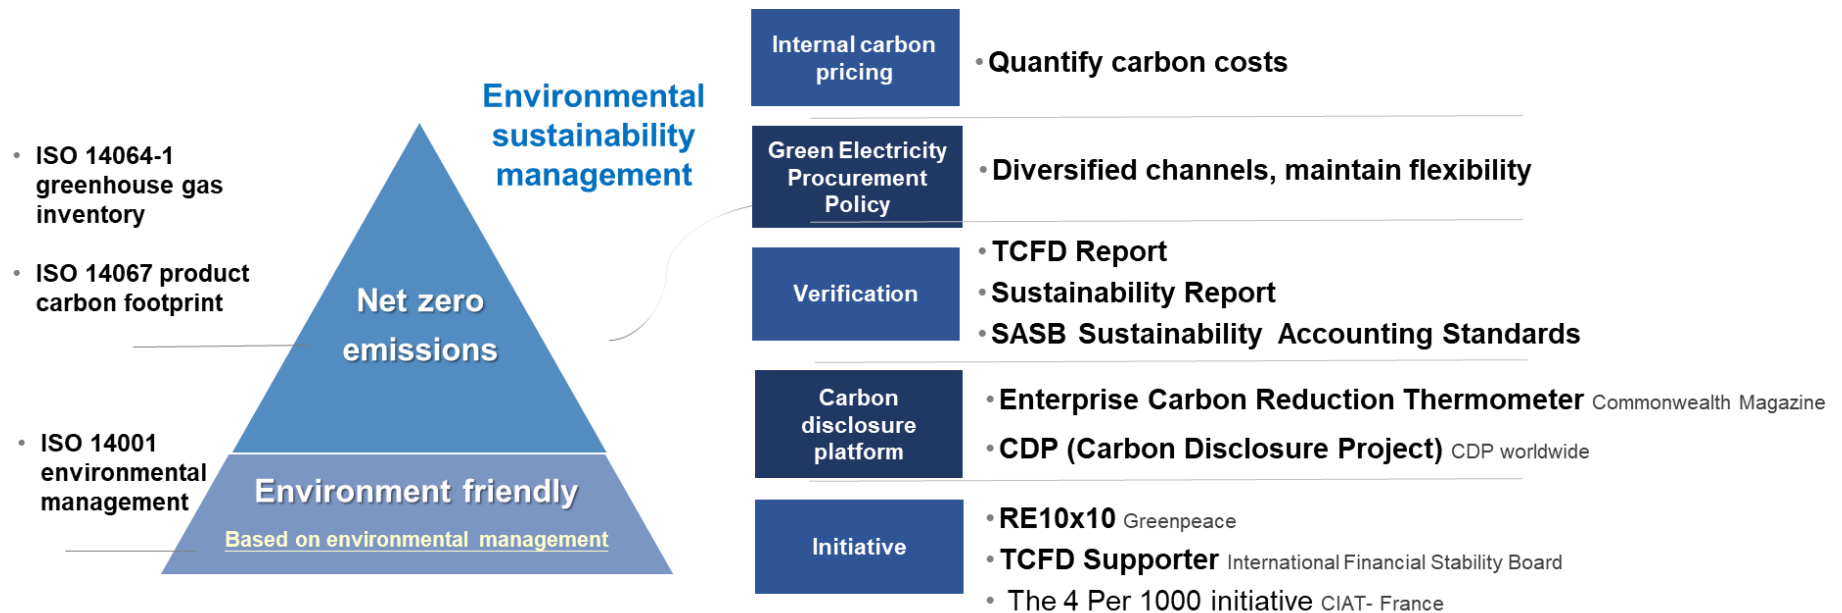 Environmental
sustainability
management
• ISO 14064-1
greenhouse gas
inventory
• ISO 14067 product
carbon footprint
• ISO 14001
environmental
management
Net zero
emissions
Environment friendly
Based on environmental management
Internal carbon
pricing
• Quantify carbon costs
Green Electricity
Procurement
Policy
• Diversified channels, maintain flexibility
Verification
• TCFD Report
• Sustainability Report
• SASB Sustainability Accounting Standards
Carbon
disclosure
platform
• Enterprise Carbon Reduction Thermometer Commonwealth Magazine
• CDP (Carbon Disclosure Project) CDP worldwide
Initiative
• RE10x10 Greenpeace
• TCFD Supporter International Financial Stability Board
• The 4 Per 1000 initiative CIAT- France